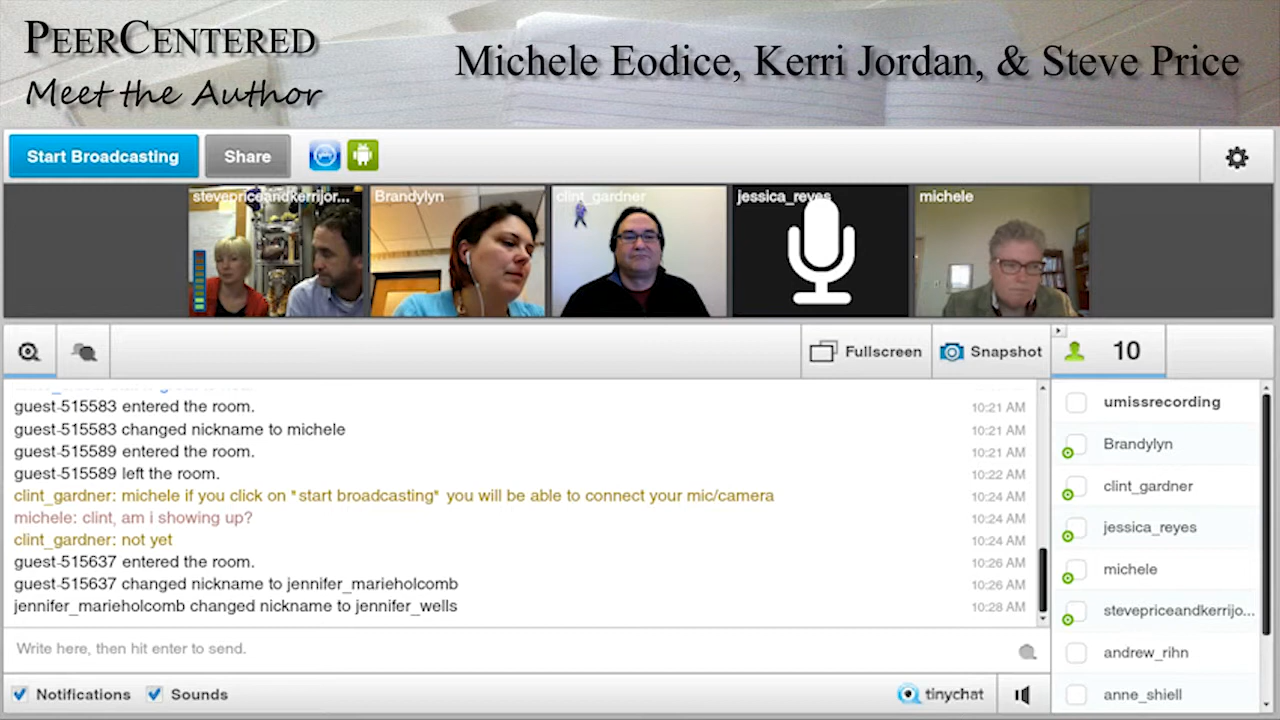 PEERCENTERED
Meet the Author
Michele Eodice, Kerri Jordan, & Steve Price
Start Broadcasting
Share
stevepriceandkerrijor...
Brandylyn
clint_gardner
jessica_reyes
michele
Fullscreen
Snapshot
10
guest-515583 entered the room. 10:21 AM
guest-515583 changed nickname to michele 10:21 AM
guest-515589 entered the room. 10:21 AM
guest-515589 left the room. 10:22 AM
clint_gardner: michele if you click on "start broadcasting" you will be able to connect your mic/camera 10:24 AM
michele: clint, am i showing up? 10:24 AM
clint_gardner: not yet 10:24 AM
guest-515637 entered the room. 10:26 AM
guest-515637 changed nickname to jennifer_marieholcomb 10:26 AM
jennifer_marieholcomb changed nickname to jennifer_wells 10:28 AM
umissrecording
Brandylyn
clint_gardner
jessica_reyes
michele
stevepriceandkerrijo...
andrew_rihn
anne_shiell
Write here, then hit enter to send.
Notifications
Sounds
tinychat